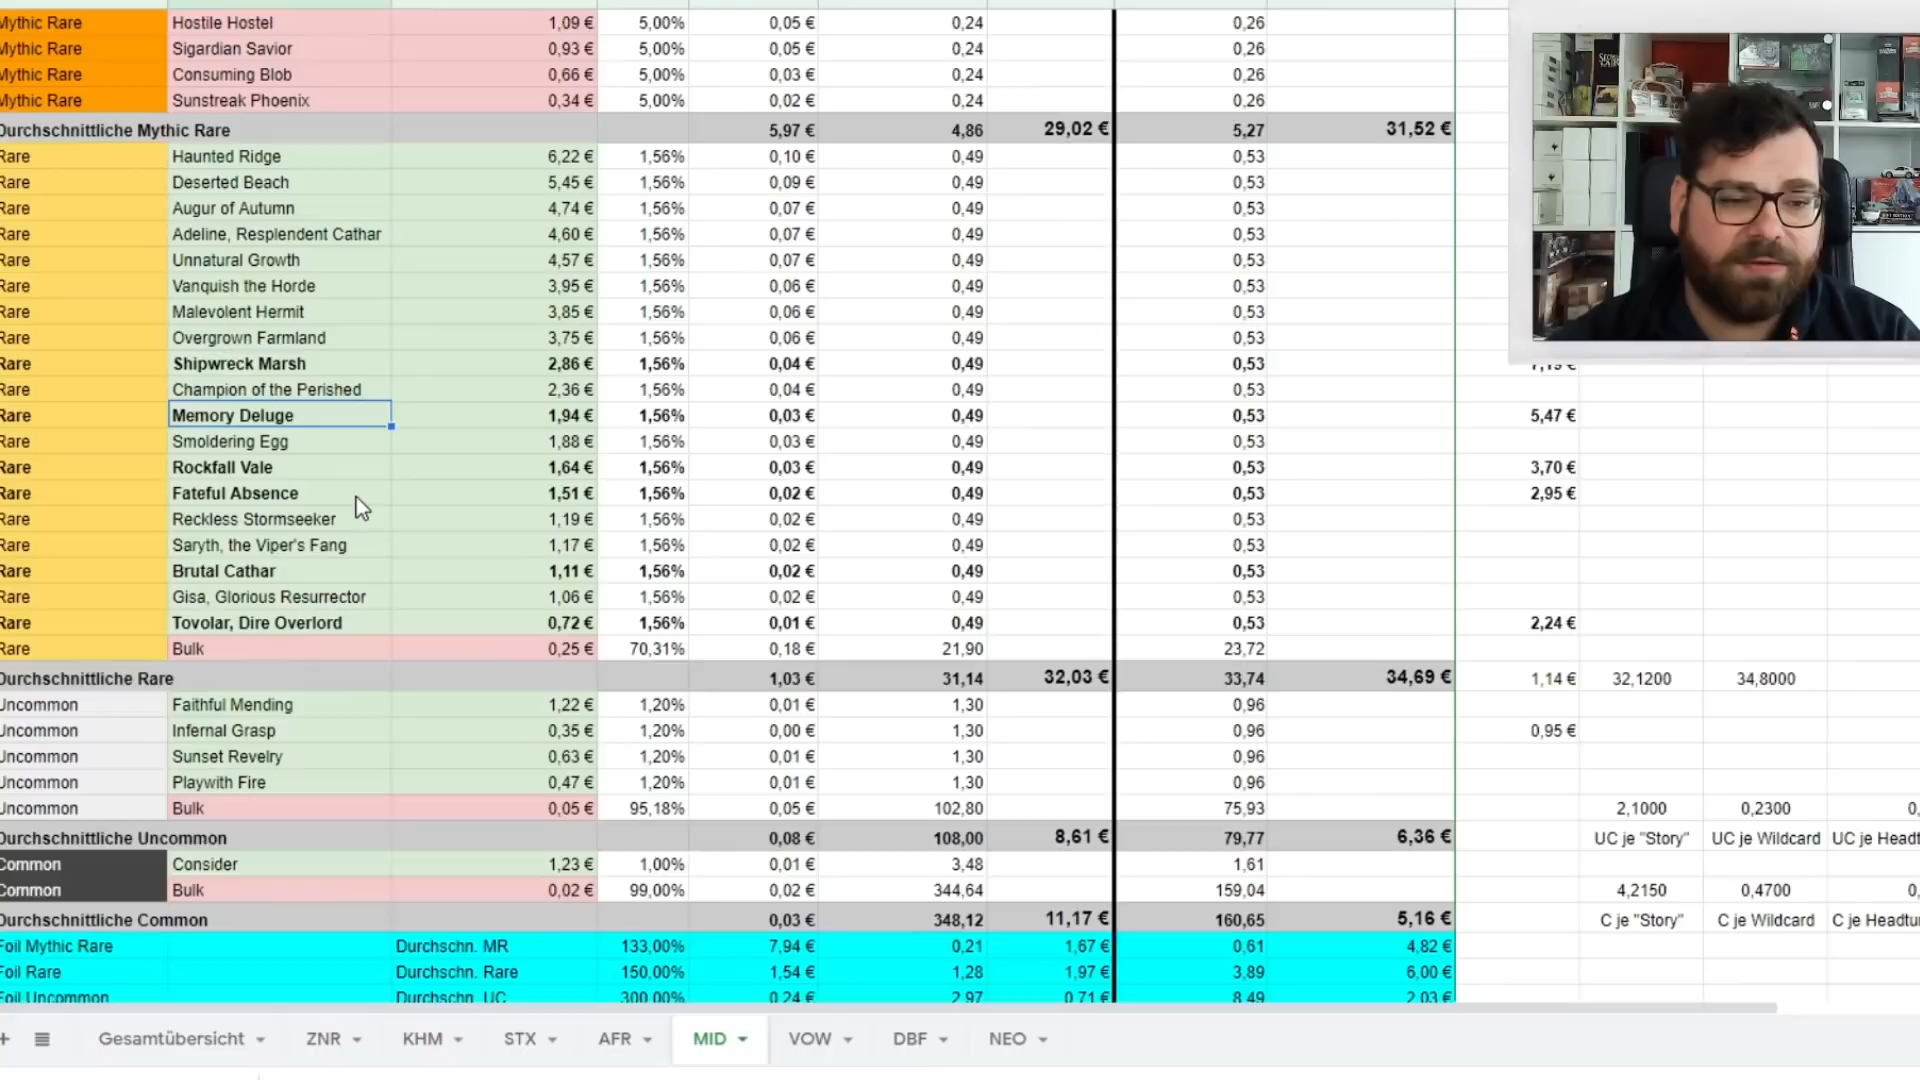 Mythic Rare Hostile Hostel 1,09 € 5,00% 0,05 € 0,24 0,26
Mythic Rare Sigardian Savior 0,93 € 5,00% 0,05 € 0,24 0,26
Mythic Rare Consuming Blob 0,66 € 5,00% 0,03 € 0,24 0,26
Mythic Rare Sunstreak Phoenix 0,34 € 5,00% 0,02 € 0,24 0,26
Durchschnittliche Mythic Rare 5,97 € 4,86 29,02 € 5,27 31,52 €
Rare Haunted Ridge 6,22 € 1,56% 0,10 € 0,49 0,53
Rare Deserted Beach 5,45 € 1,56% 0,09 € 0,49 0,53
Rare Augur of Autumn 4,74 € 1,56% 0,07 € 0,49 0,53
Rare Adeline, Resplendent Cathar 4,60 € 1,56% 0,07 € 0,49 0,53
Rare Unnatural Growth 4,57 € 1,56% 0,07 € 0,49 0,53
Rare Vanquish the Horde 3,95 € 1,56% 0,06 € 0,49 0,53
Rare Malevolent Hermit 3,85 € 1,56% 0,06 € 0,49 0,53
Rare Overgrown Farmland 3,75 € 1,56% 0,06 € 0,49 0,53
Rare Shipwreck Marsh 2,86 € 1,56% 0,04 € 0,49 0,53
Rare Champion of the Perished 2,36 € 1,56% 0,04 € 0,49 0,53
Rare Memory Deluge 1,94 € 1,56% 0,03 € 0,49 0,53 5,47 €
Rare Smoldering Egg 1,88 € 1,56% 0,03 € 0,49 0,53
Rare Rockfall Vale 1,64 € 1,56% 0,03 € 0,49 0,53 3,70 €
Rare Fateful Absence 1,51 € 1,56% 0,02 € 0,49 0,53 2,95 €
Rare Reckless Stormseeker 1,19 € 1,56% 0,02 € 0,49 0,53
Rare Saryth, the Viper's Fang 1,17 € 1,56% 0,02 € 0,49 0,53
Rare Brutal Cathar 1,11 € 1,56% 0,02 € 0,49 0,53
Rare Gisa, Glorious Resurrector 1,06 € 1,56% 0,02 € 0,49 0,53
Rare Tovolar, Dire Overlord 0,72 € 1,56% 0,01 € 0,49 0,53 2,24 €
Rare Bulk 0,25 € 70,31% 0,18 € 21,90 23,72
Durchschnittliche Rare 1,03 € 31,14 32,03 € 33,74 34,69 € 1,14 € 32,1200 34,8000
Uncommon Faithful Mending 1,22 € 1,20% 0,01 € 1,30 0,96
Uncommon Infernal Grasp 0,35 € 1,20% 0,00 € 1,30 0,96 0,95 €
Uncommon Sunset Revelry 0,63 € 1,20% 0,01 € 1,30 0,96
Uncommon Playwith Fire 0,47 € 1,20% 0,01 € 1,30 0,96
Uncommon Bulk 0,05 € 95,18% 0,05 € 102,80 75,93 2,1000 0,2300 0,
Durchschnittliche Uncommon 0,08 € 108,00 8,61 € 79,77 6,36 € UC je "Story" UC je Wildcard UC je Headt
Common Consider 1,23 € 1,00% 0,01 € 3,48 1,61
Common Bulk 0,02 € 99,00% 0,02 € 344,64 159,04 4,2150 0,4700 0,
Durchschnittliche Common 0,03 € 348,12 11,17 € 160,65 5,16 € C je "Story" C je Wildcard C je Headtu
Foil Mythic Rare Durchschn. MR 133,00% 7,94 € 0,21 1,67 € 0,61 4,82 €
Foil Rare Durchschn. Rare 150,00% 1,54 € 1,28 1,97 € 3,89 6,00 €
Foil Uncommon Durchschn. UC 300,00% 0,24 € 2,97 0,71 € 8,49 2,03 €
Gesamtübersicht ZNR KHM STX AFR MID VOW DBF NEO